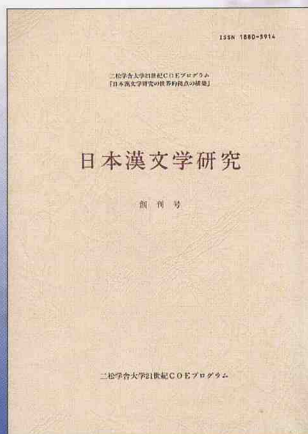 ISSN 1880-3914
二松学舎大学21世紀COEプログラム
「日本漢文学研究の世界的拠点の構築」
日本漢文学研究
創刊号
二松学舎大学21世紀COEプログラム